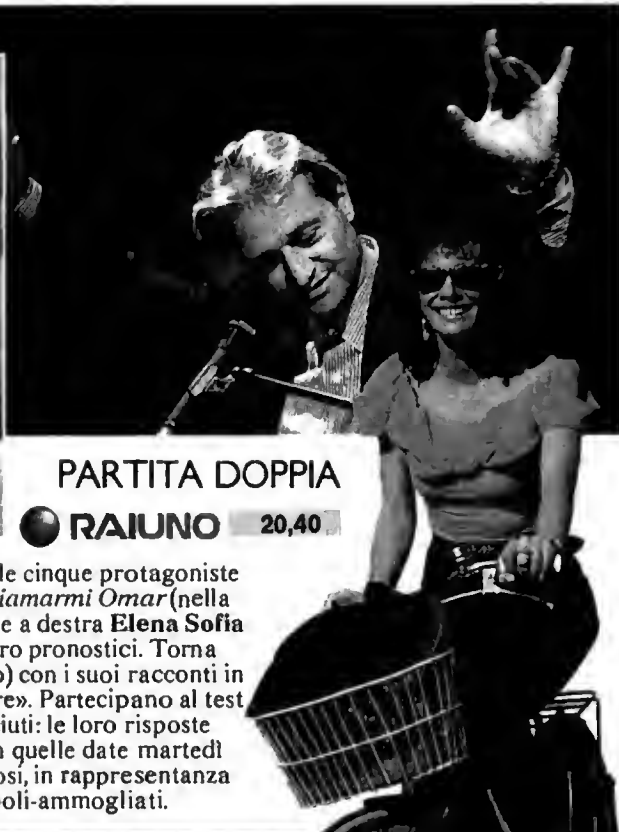 PARTITA DOPPIA
RAIUNO 20,40
le cinque protagoniste
iamarmi Omar (nella
e a destra Elena Sofia
ro pronostici. Torna
o) con i suoi racconti in
re». Partecipano al test
iuti: le loro risposte
quelle date martedì
osi, in rappresentanza
oli-ammogliati.